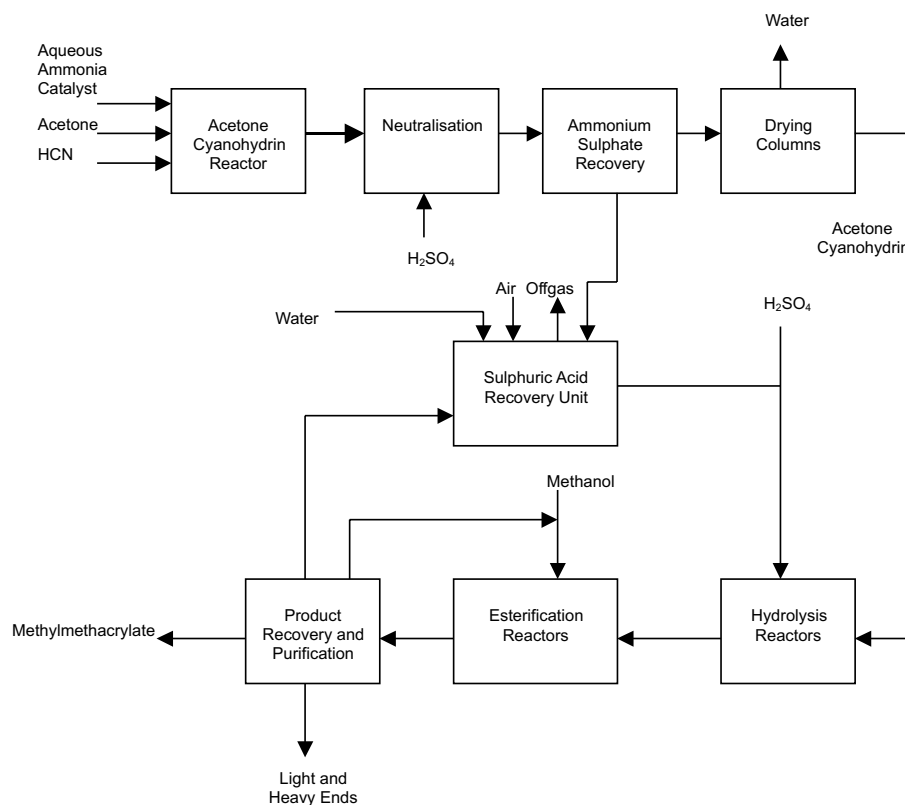 Water
Aqueous
Ammonia
Catalyst
Acetone
HCN
Acetone
Cyanohydrin
Reactor
Neutralisation
Ammonium
Sulphate
Recovery
Drying
Columns
H₂SO₄
Acetone
Cyanohydrin
Air Offgas
Water
H₂SO₄
Sulphuric Acid
Recovery Unit
Methanol
Methylmethacrylate
Product
Recovery and
Purification
Esterification
Reactors
Hydrolysis
Reactors
Light and
Heavy Ends